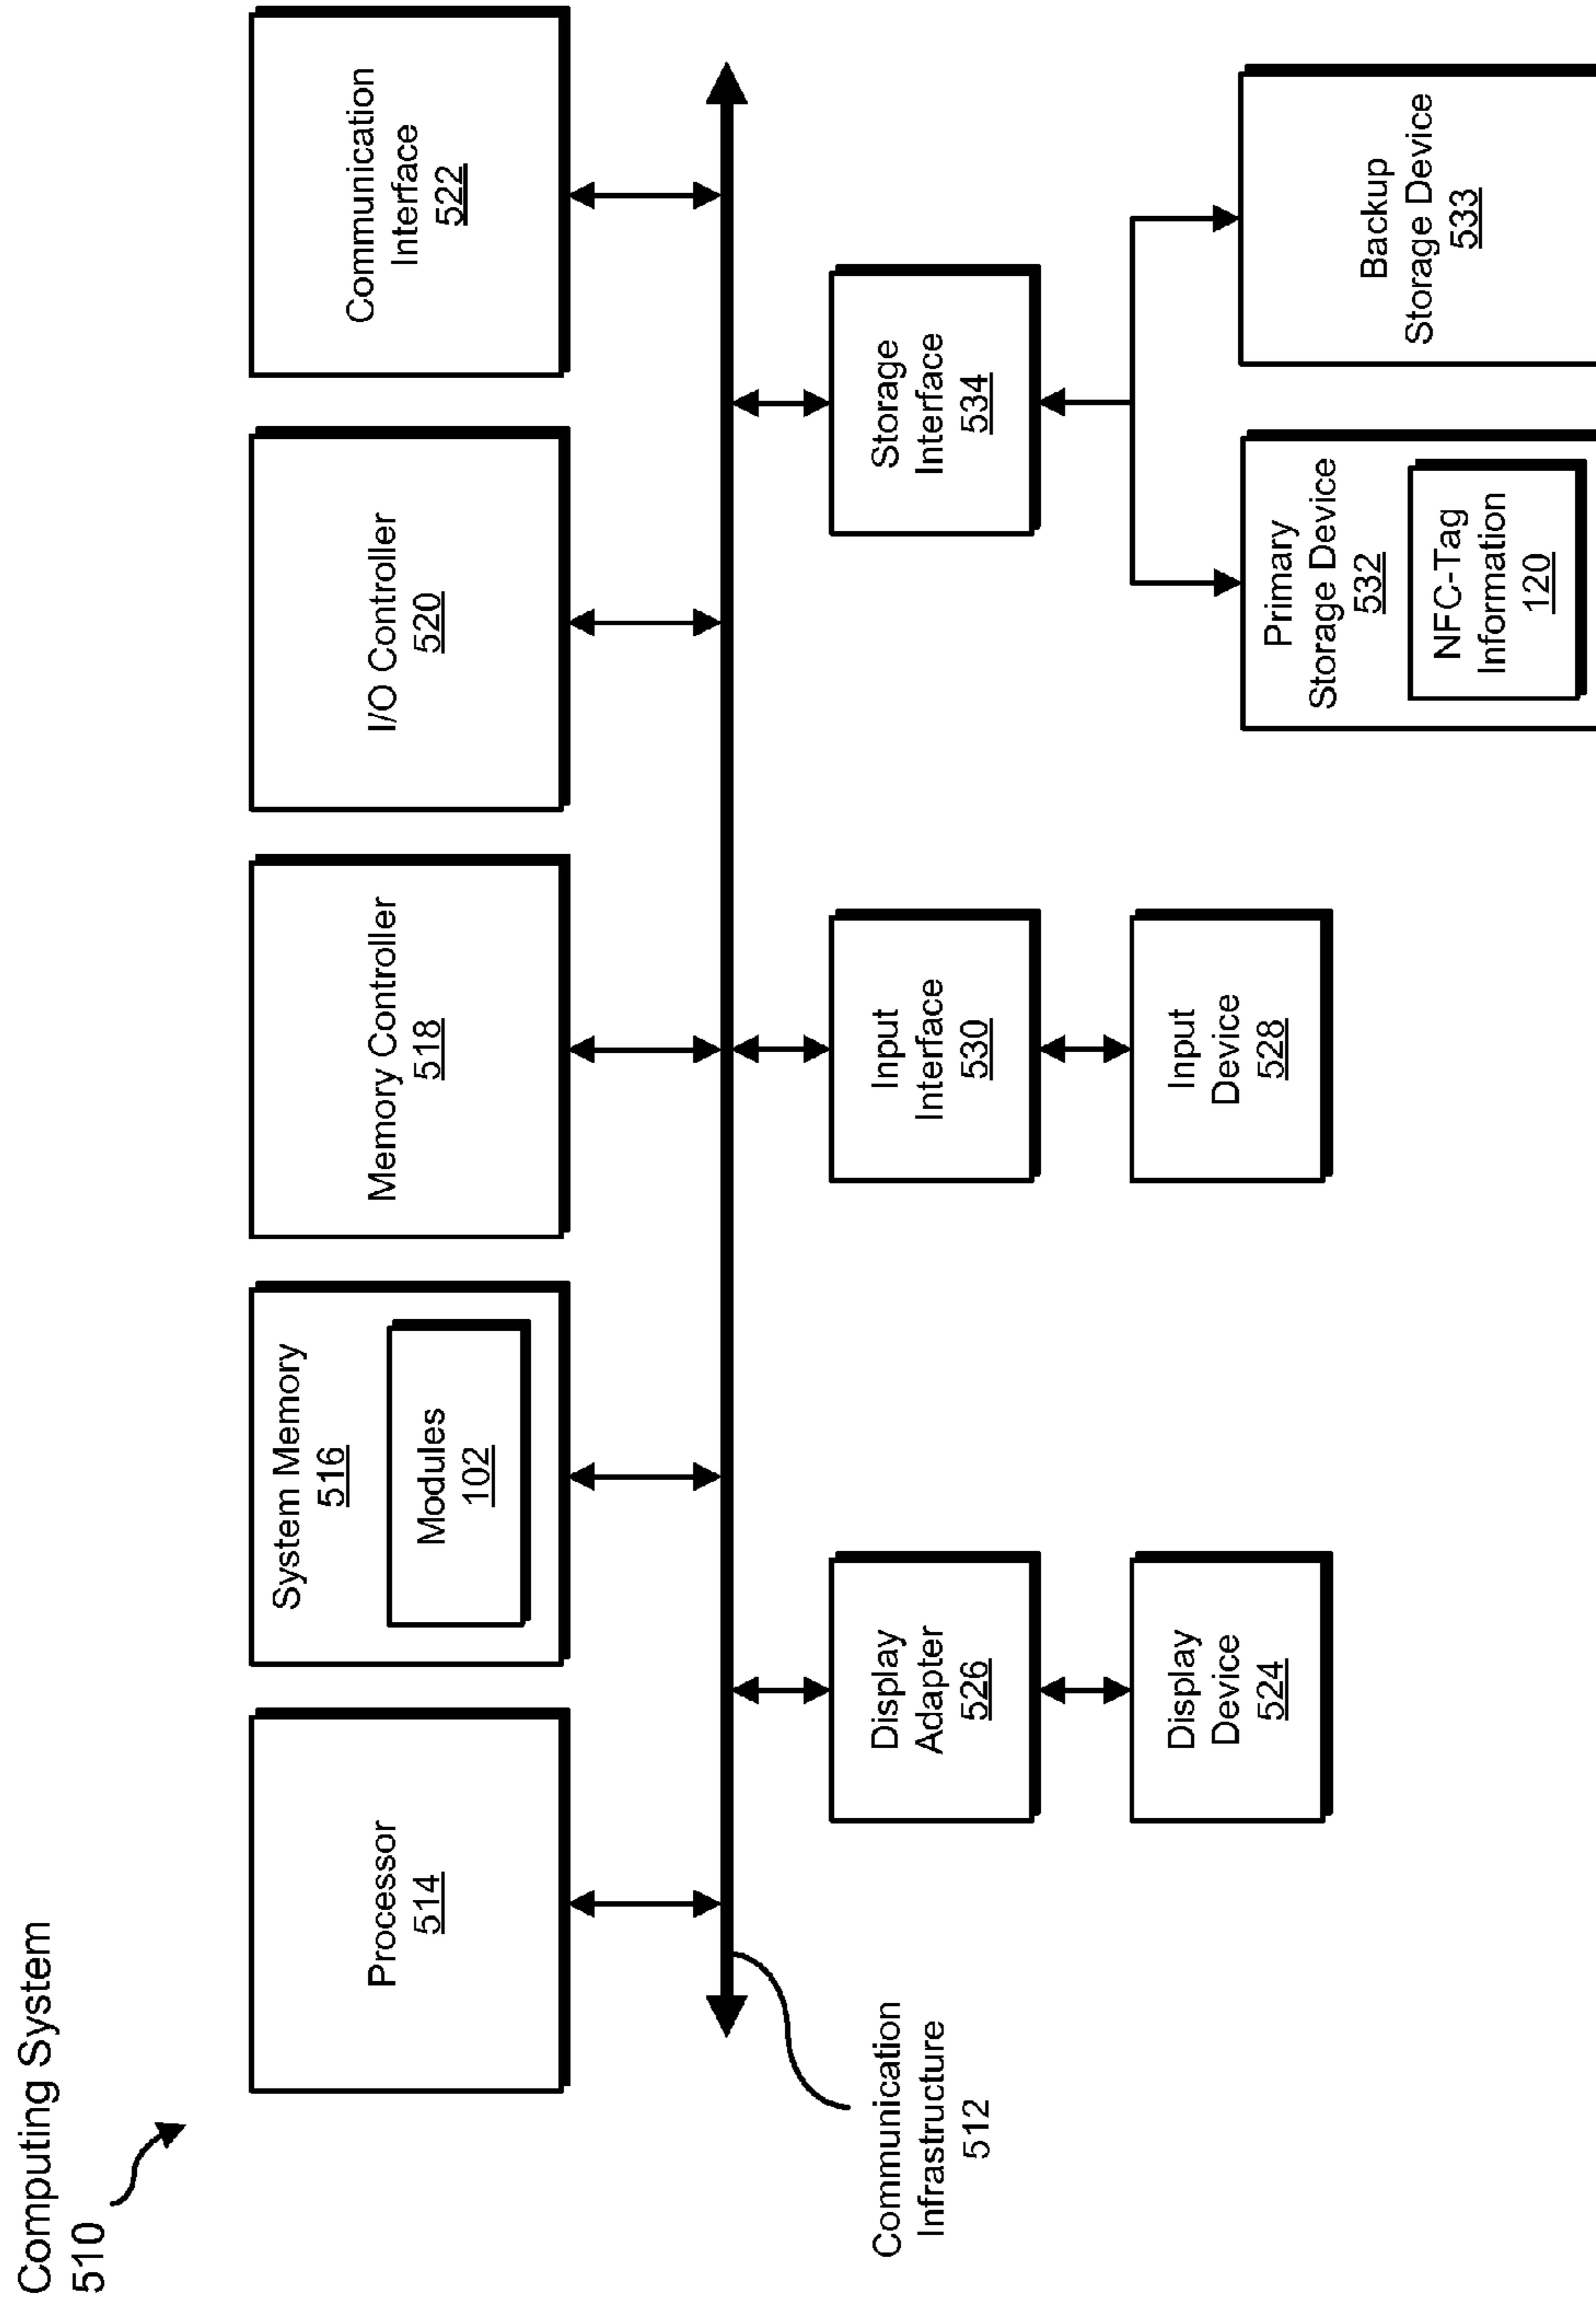 Computing System
510
Processor
514
System Memory
516
Modules
102
Memory Controller
518
I/O Controller
520
Communication
Interface
522
Communication
Infrastructure
512
Display
Adapter
526
Input
Interface
530
Storage
Interface
534
Display
Device
524
Input
Device
528
Primary
Storage Device
532
NFC-Tag
Information
120
Backup
Storage Device
533